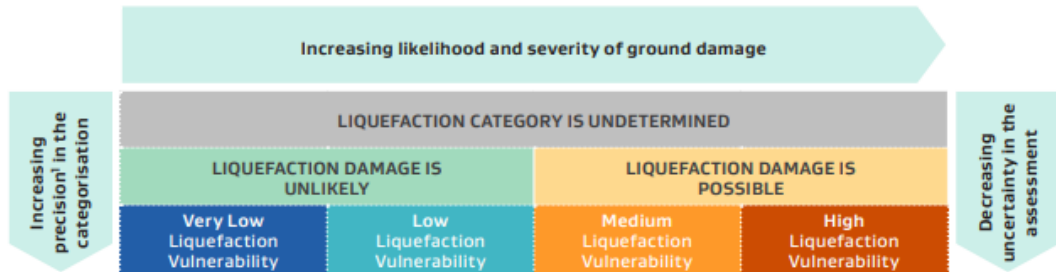 Increasing likelihood and severity of ground damage
Increasing
precision¹ in the
categorisation
LIQUEFACTION CATEGORY IS UNDETERMINED
LIQUEFACTION DAMAGE IS
UNLIKELY
LIQUEFACTION DAMAGE IS
POSSIBLE
Very Low
Liquefaction
Vulnerability
Low
Liquefaction
Vulnerability
Medium
Liquefaction
Vulnerability
High
Liquefaction
Vulnerability
Decreasing
uncertainty in the
assessment